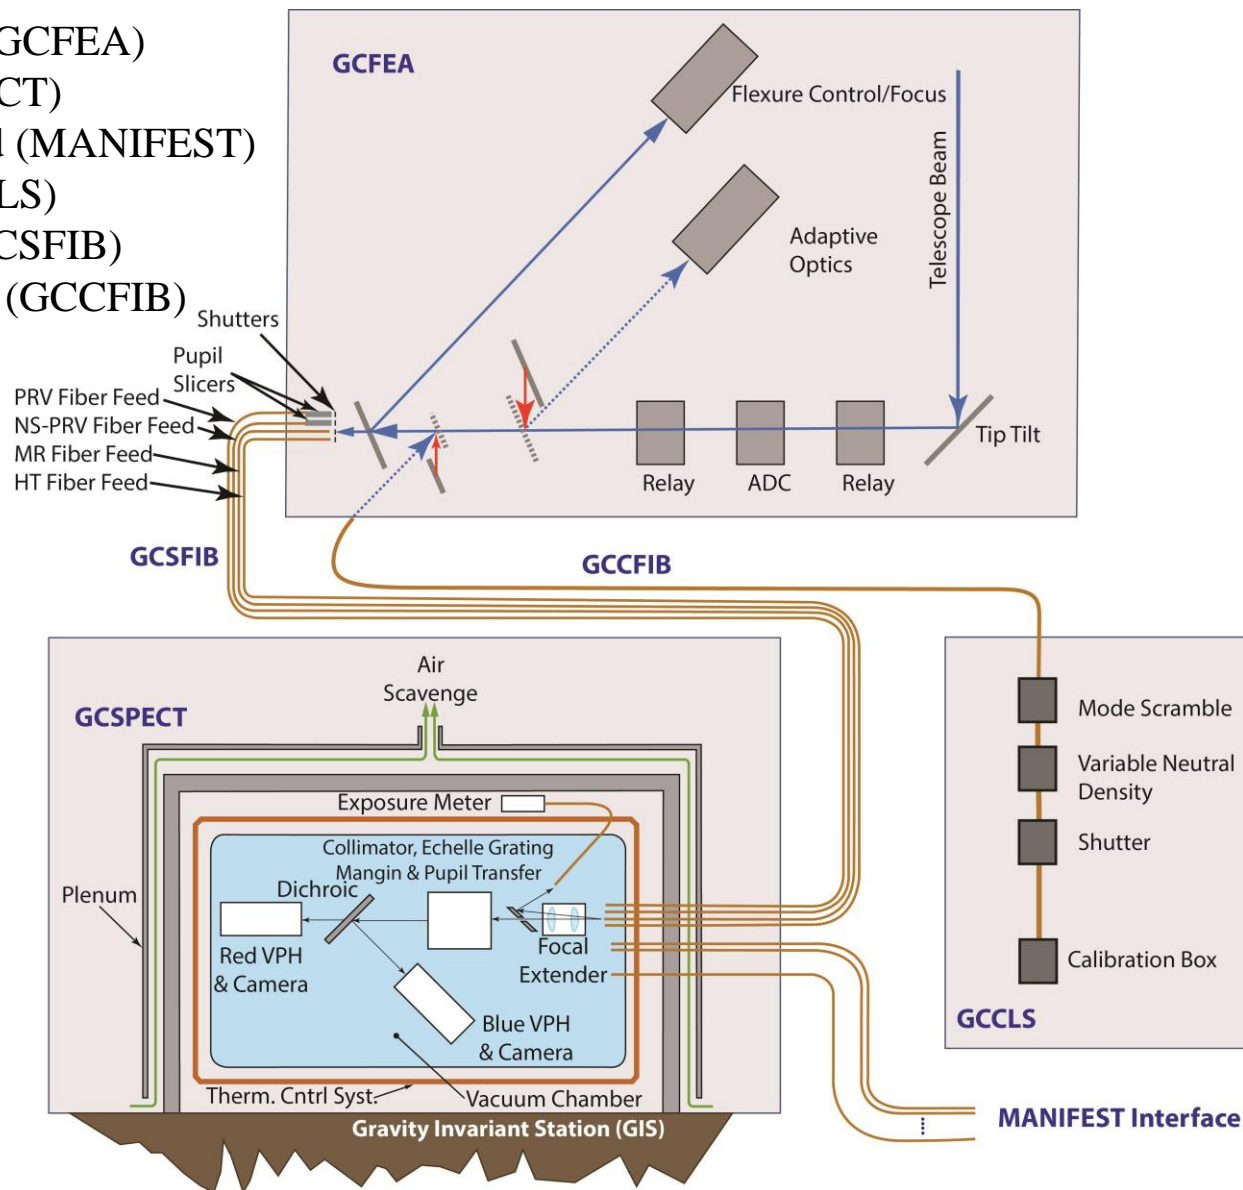 GCFEA)
CT)
(MANIFEST)
LS)
CSFIB)
(GCCFIB)
GCFEA
Flexure Control/Focus
Telescope Beam
Adaptive
Optics
Tip Tilt
Relay
ADC
Relay
Shutters
Pupil
Slicers
PRV Fiber Feed
NS-PRV Fiber Feed
MR Fiber Feed
HT Fiber Feed
GCSFIB
GCCFIB
GCSPECT
Air
Scavenge
Exposure Meter
Collimator, Echelle Grating
Mangin & Pupil Transfer
Dichroic
Plenum
Red VPH
& Camera
Focal
Extender
Blue VPH
& Camera
Therm. Cntrl Syst.
Vacuum Chamber
Gravity Invariant Station (GIS)
Mode Scramble
Variable Neutral
Density
Shutter
Calibration Box
GCCLS
MANIFEST Interface